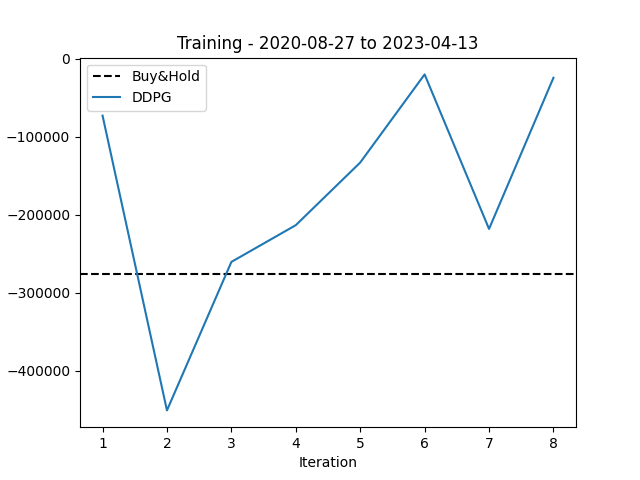 Training - 2020-08-27 to 2023-04-13
0
Buy&Hold
DDPG
−100000
−200000
−300000
−400000
1 2 3 4 5 6 7 8
Iteration